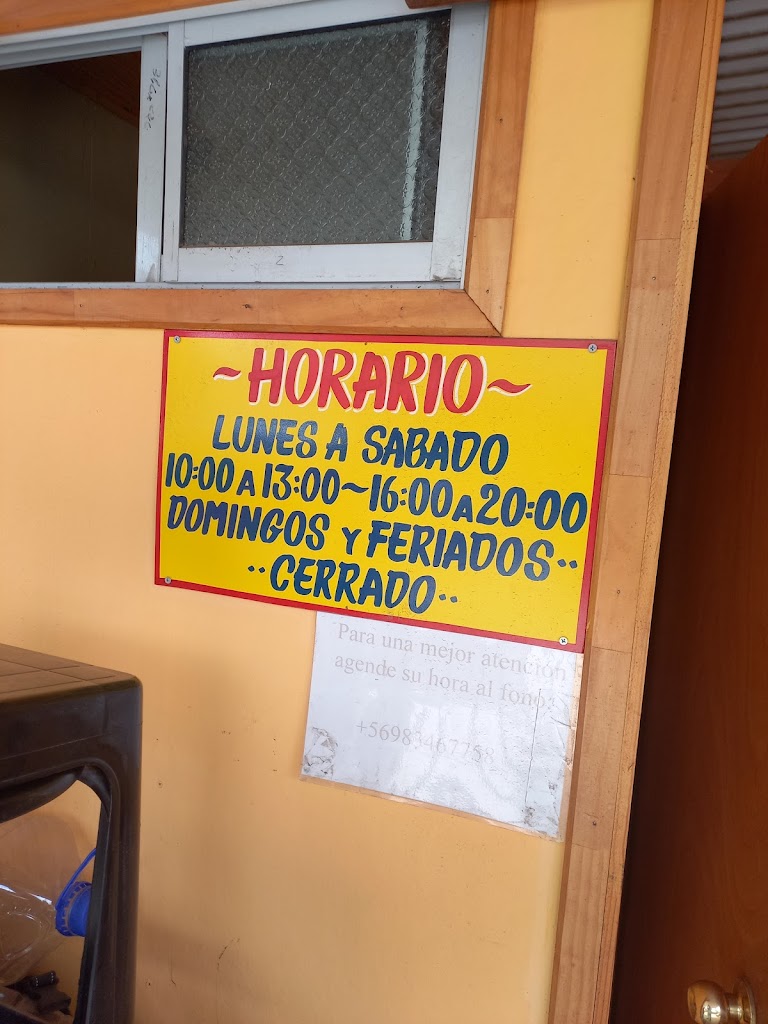 ~HORARIO~
LUNES A SABADO
10:00 A 13:00~16:00 A 20:00
DOMINGOS Y FERIADOS..
..CERRADO..
Para una mejor atención
agende su hora al fono:
+56983467758